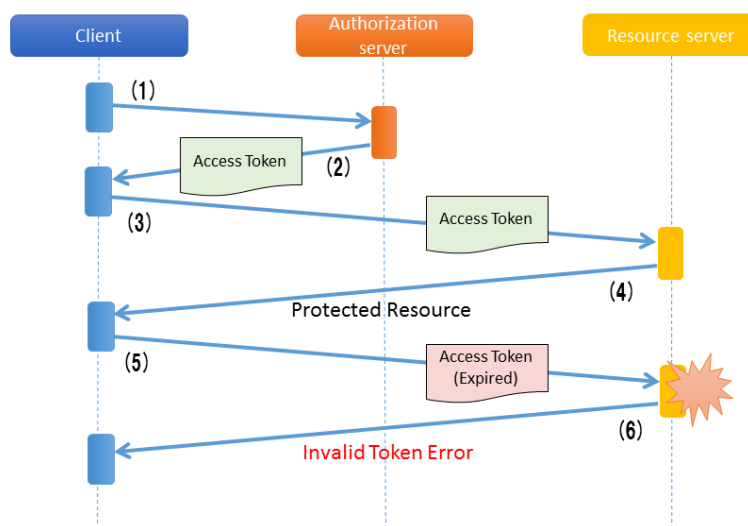 Client
Authorization
server
Resource server
(1)
Access Token
(2)
(3)
Access Token
(4)
Protected Resource
(5)
Access Token
(Expired)
(6)
Invalid Token Error